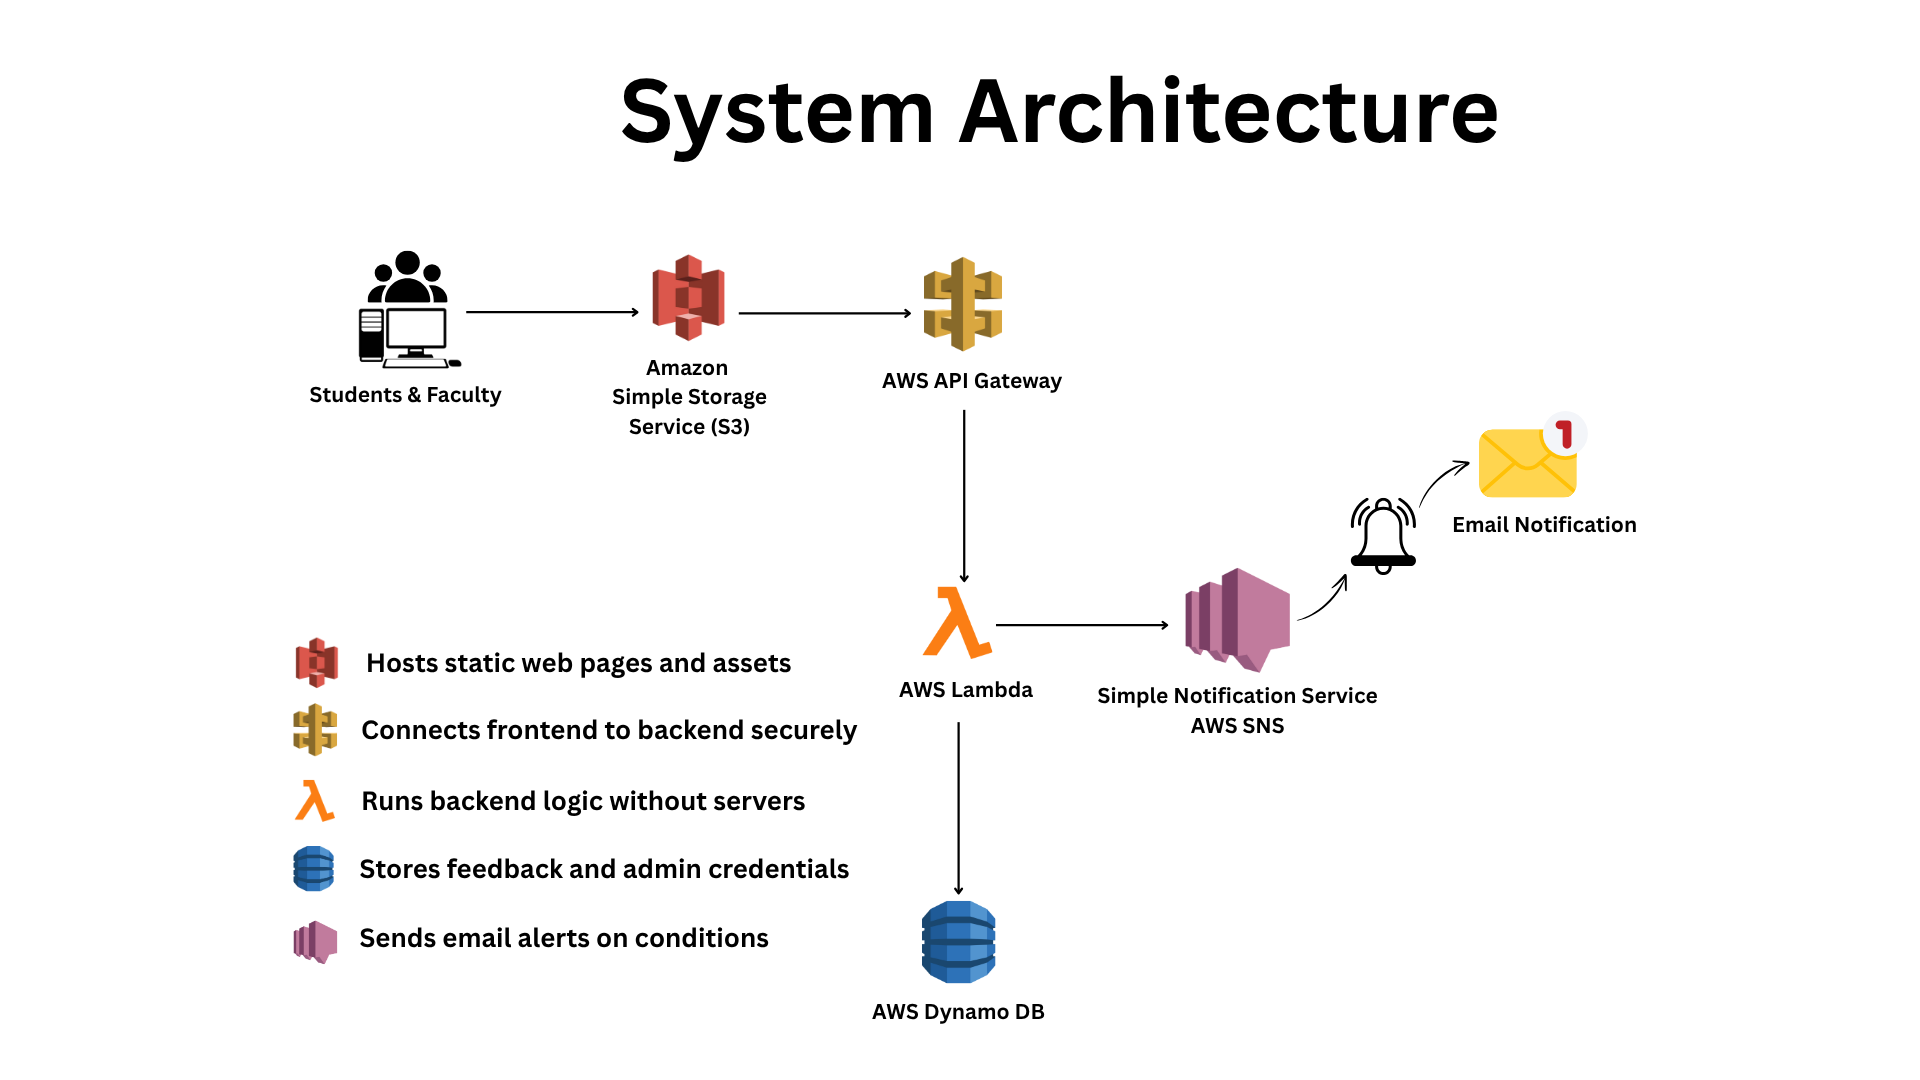 System Architecture
Students & Faculty
Amazon
Simple Storage
Service (S3)
AWS API Gateway
1
Email Notification
AWS Lambda
Simple Notification Service
AWS SNS
Hosts static web pages and assets
Connects frontend to backend securely
Runs backend logic without servers
Stores feedback and admin credentials
Sends email alerts on conditions
AWS Dynamo DB